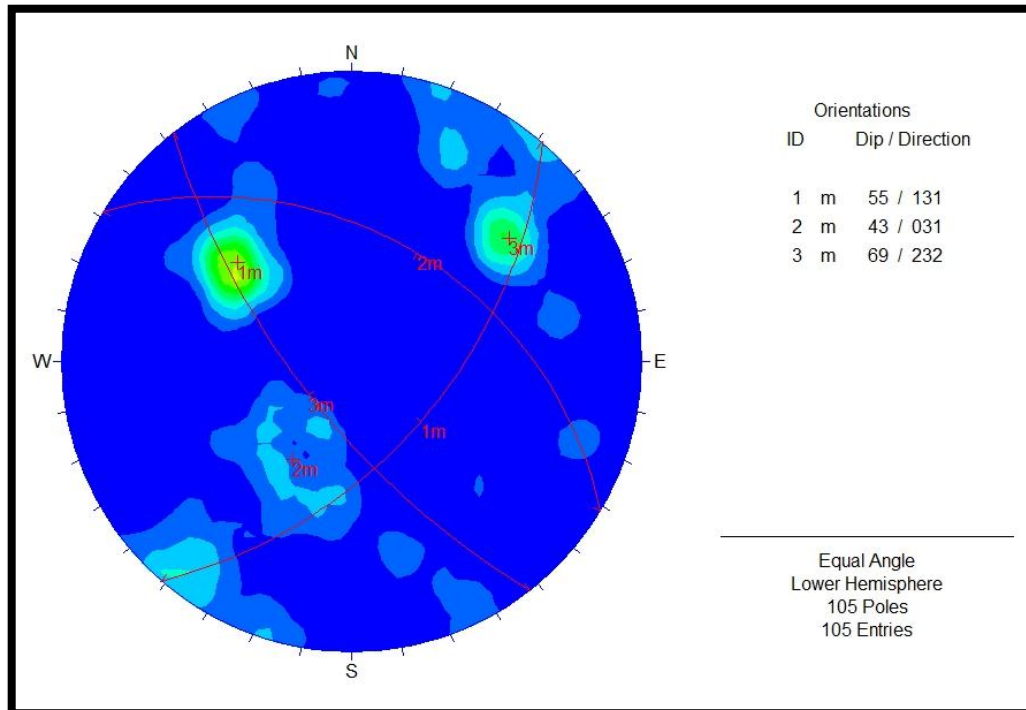 N
W
E
S
1m
2m
3m
2m
3m
1m
Orientations
ID Dip / Direction
1 m 55 / 131
2 m 43 / 031
3 m 69 / 232
Equal Angle
Lower Hemisphere
105 Poles
105 Entries